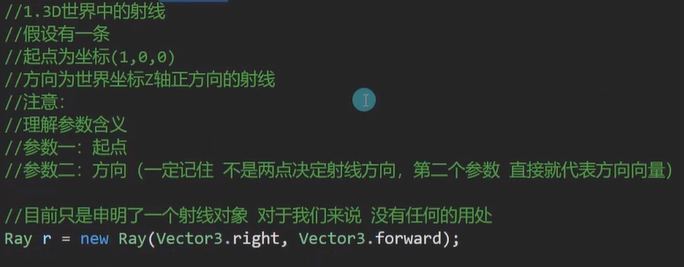 //1.3D世界中的射线
//假设有一条
//起点为坐标(1,0,0)
//方向为世界坐标Z轴正方向的射线
//注意：
//理解参数含义
//参数一：起点
//参数二：方向（一定记住 不是两点决定射线方向，第二个参数 直接就代表方向向量）
//目前只是申明了一个射线对象 对于我们来说 没有任何的用处
Ray r = new Ray(Vector3.right, Vector3.forward);